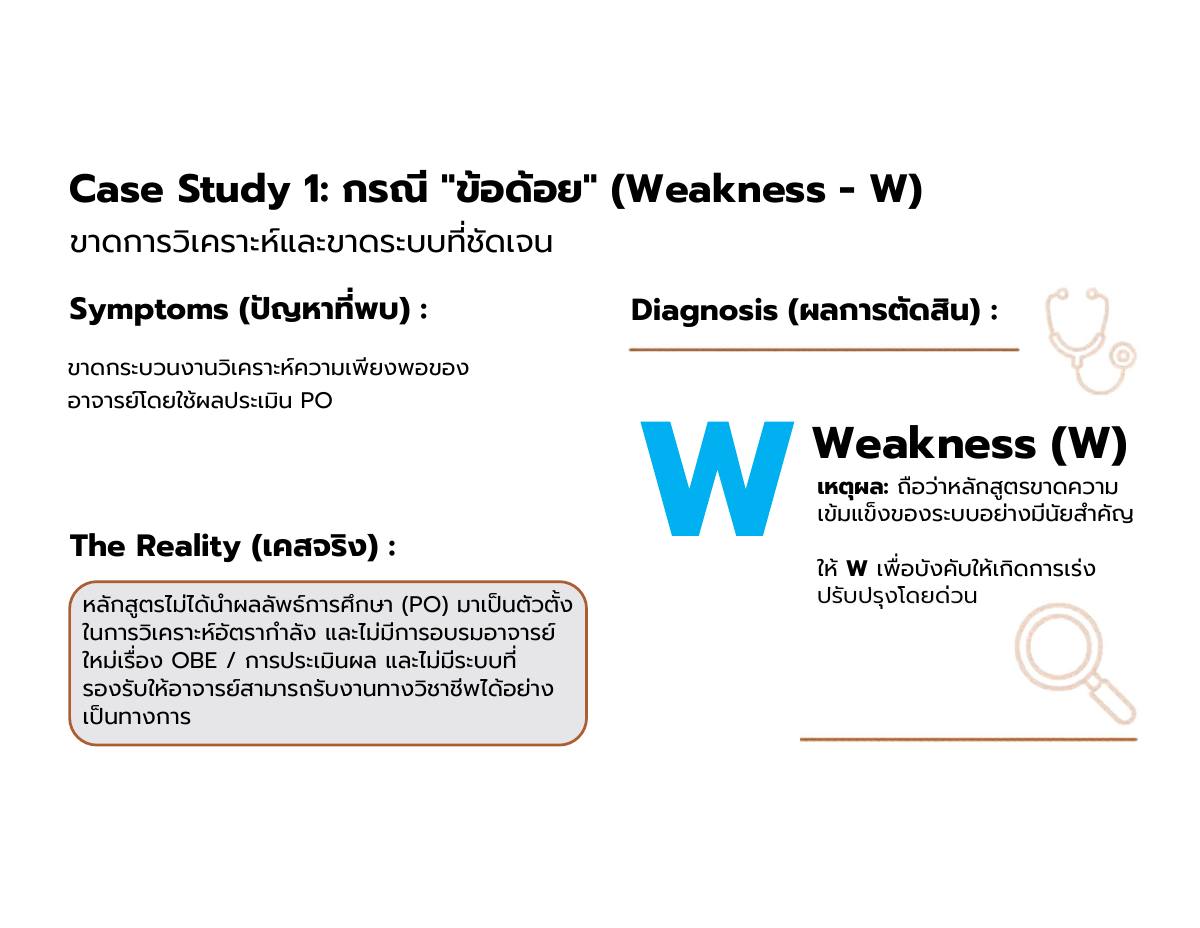 Case Study 1: กรณี "ข้อด้อย" (Weakness - W)
ขาดการวิเคราะห์และขาดระบบที่ชัดเจน
Symptoms (ปัญหาที่พบ) :
ขาดกระบวนงานวิเคราะห์ความเพียงพอของ
อาจารย์โดยใช้ผลประเมิน PO
The Reality (เคสจริง) :
หลักสูตรไม่ได้นำผลลัพธ์การศึกษา (PO) มาเป็นตัวตั้ง
ในการวิเคราะห์อัตรากำลัง และไม่มีการอบรมอาจารย์
ใหม่เรื่อง OBE / การประเมินผล และไม่มีระบบที่
รองรับให้อาจารย์สามารถรับงานทางวิชาชีพได้อย่าง
เป็นทางการ
Diagnosis (ผลการตัดสิน) :
W
Weakness (W)
เหตุผล: ถือว่าหลักสูตรขาดความ
เข้มแข็งของระบบอย่างมีนัยสำคัญ
ให้ W เพื่อบังคับให้เกิดการเร่ง
ปรับปรุงโดยด่วน